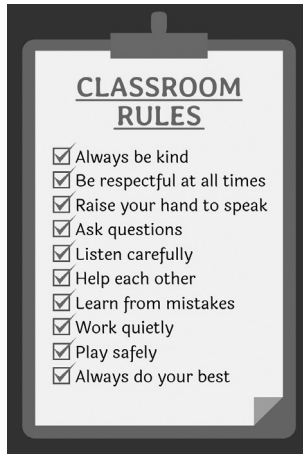 CLASSROOM
RULES
Always be kind
Be respectful at all times
Raise your hand to speak
Ask questions
Listen carefully
Help each other
Learn from mistakes
Work quietly
Play safely
Always do your best